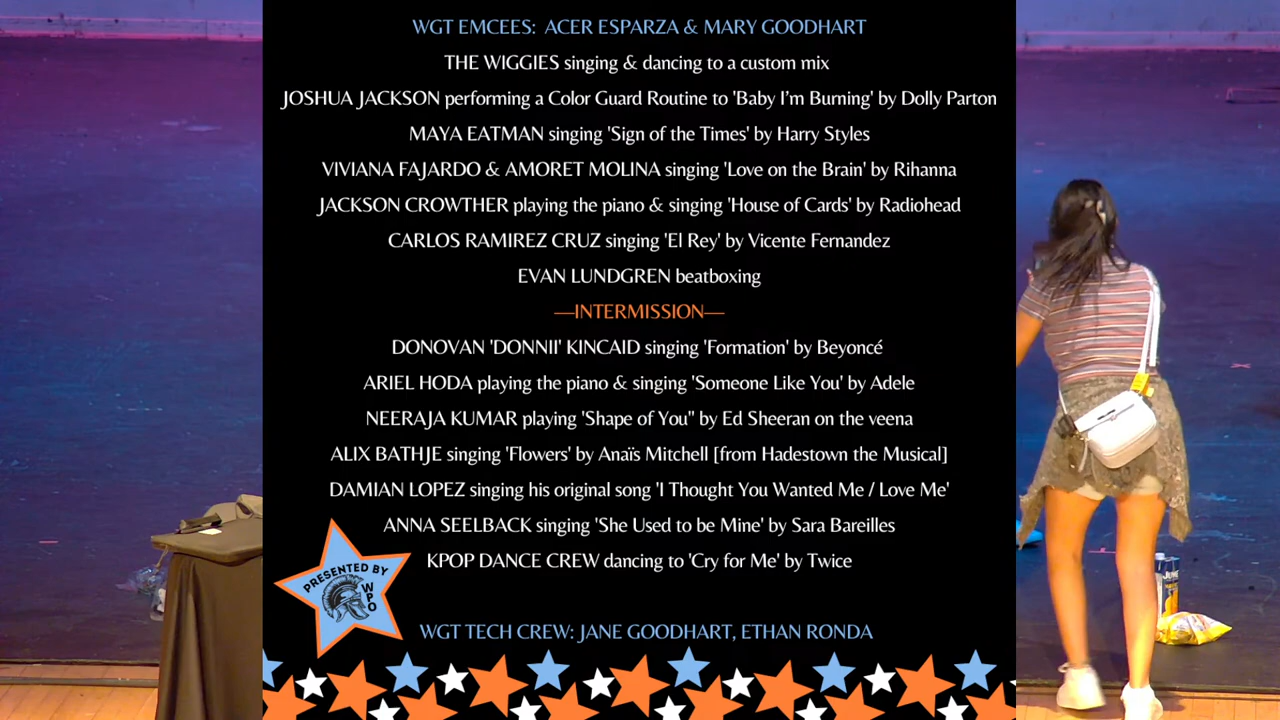 WGT EMCEES: ACER ESPARZA & MARY GOODHART
THE WIGGIES singing & dancing to a custom mix
JOSHUA JACKSON performing a Color Guard Routine to 'Baby I’m Burning' by Dolly Parton
MAYA EATMAN singing 'Sign of the Times' by Harry Styles
VIVIANA FAJARDO & AMORET MOLINA singing 'Love on the Brain' by Rihanna
JACKSON CROWTHER playing the piano & singing 'House of Cards' by Radiohead
CARLOS RAMIREZ CRUZ singing 'El Rey' by Vicente Fernandez
EVAN LUNDGREN beatboxing
—INTERMISSION—
DONOVAN 'DONNII' KINCAID singing 'Formation' by Beyoncé
ARIEL HODA playing the piano & singing 'Someone Like You' by Adele
NEERAJA KUMAR playing 'Shape of You" by Ed Sheeran on the veena
ALIX BATHJE singing 'Flowers' by Anaïs Mitchell [from Hadestown the Musical]
DAMIAN LOPEZ singing his original song 'I Thought You Wanted Me / Love Me'
ANNA SEELBACK singing 'She Used to be Mine' by Sara Bareilles
KPOP DANCE CREW dancing to 'Cry for Me' by Twice
PRESENTED BY
WPO
WGT TECH CREW: JANE GOODHART, ETHAN RONDA